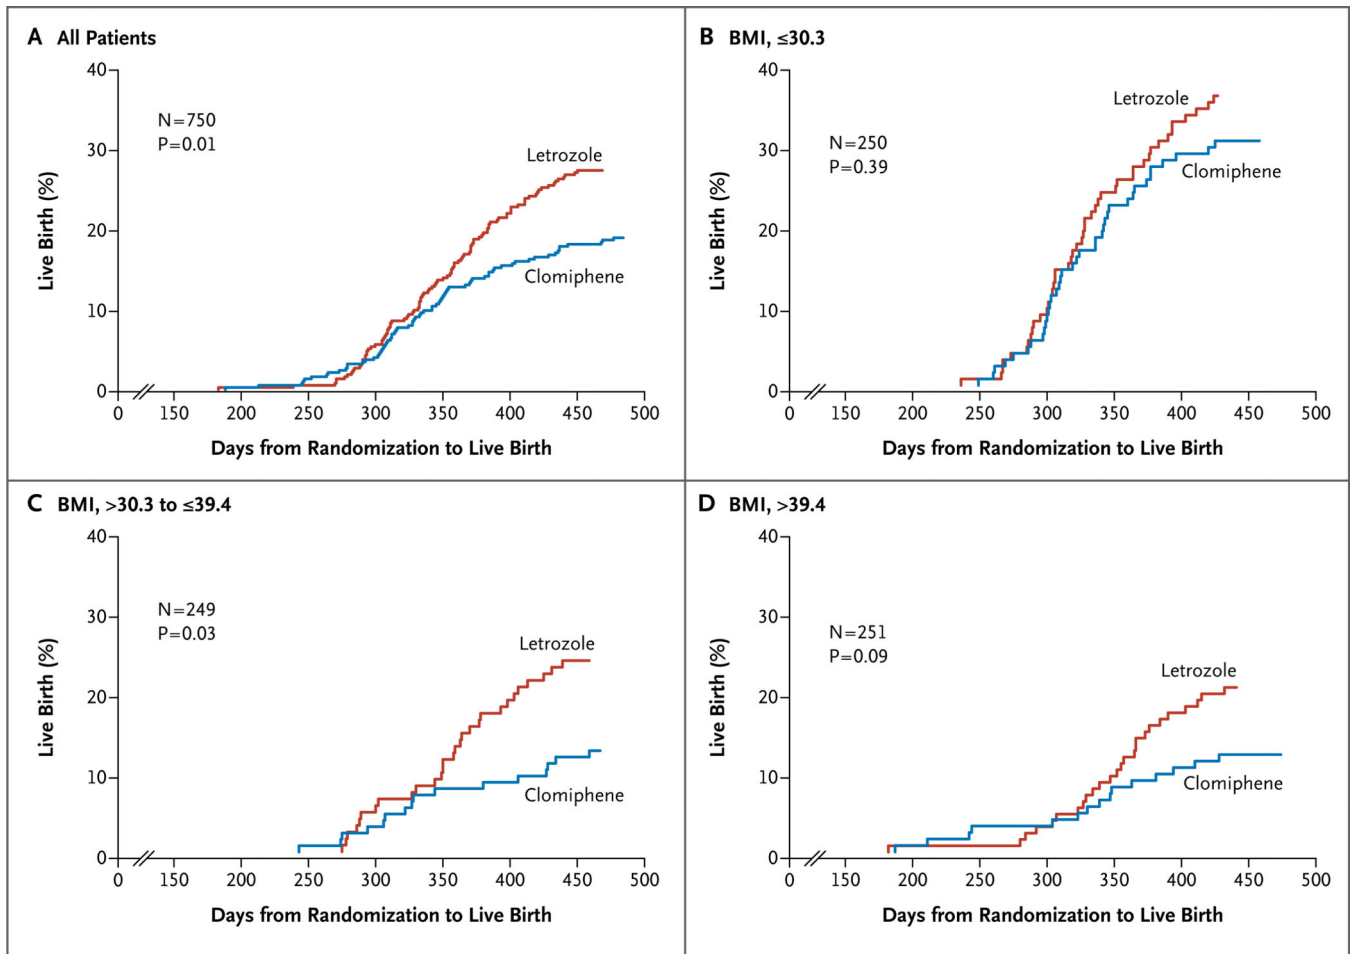 A All Patients
40
30
20
10
0
Live Birth (%)
N=750
P=0.01
Letrozole
Clomiphene
0 150 200 250 300 350 400 450 500
Days from Randomization to Live Birth
B BMI, ≤30.3
40
30
20
10
0
Live Birth (%)
N=250
P=0.39
Letrozole
Clomiphene
0 150 200 250 300 350 400 450 500
Days from Randomization to Live Birth
C BMI, >30.3 to ≤39.4
40
30
20
10
0
Live Birth (%)
N=249
P=0.03
Letrozole
Clomiphene
0 150 200 250 300 350 400 450 500
Days from Randomization to Live Birth
D BMI, >39.4
40
30
20
10
0
Live Birth (%)
N=251
P=0.09
Letrozole
Clomiphene
0 150 200 250 300 350 400 450 500
Days from Randomization to Live Birth